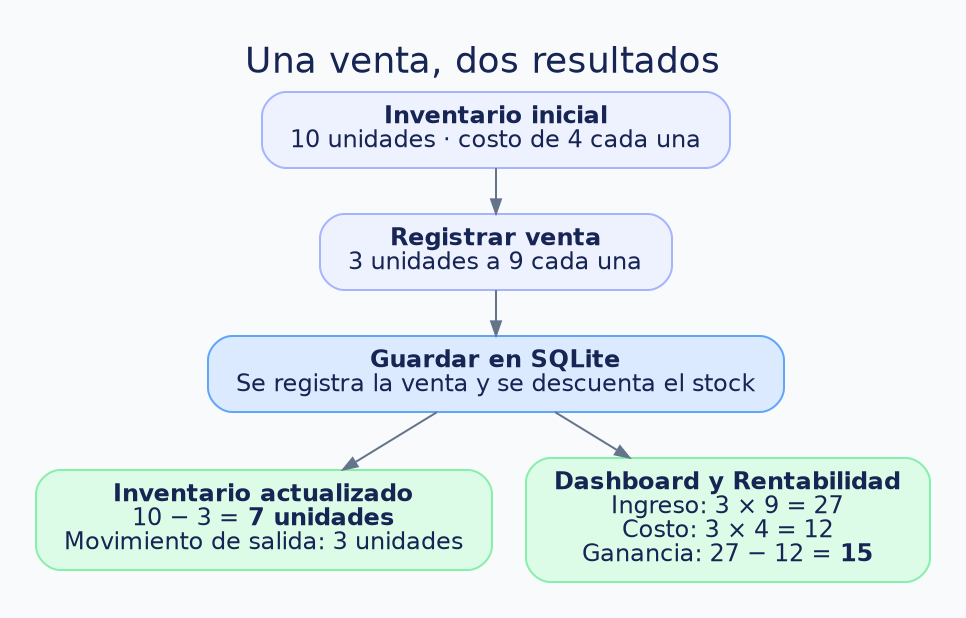 Una venta, dos resultados
Inventario inicial
10 unidades · costo de 4 cada una
Registrar venta
3 unidades a 9 cada una
Guardar en SQLite
Se registra la venta y se descuenta el stock
Inventario actualizado
10 − 3 = 7 unidades
Movimiento de salida: 3 unidades
Dashboard y Rentabilidad
Ingreso: 3 × 9 = 27
Costo: 3 × 4 = 12
Ganancia: 27 − 12 = 15